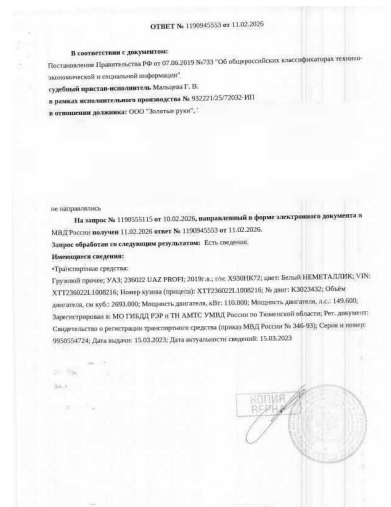 ОТВЕТ № 1190945553 от 11.02.2026
В соответствии с документом:
Постановление Правительства РФ от 07.06.2019 №733 "Об общероссийских классификаторах технико-
экономической и социальной информации"
судебный пристав-исполнитель Мальцева Г. В.
в рамках исполнительного производства № 932221/25/72032-ИП
в отношении должника: ООО "Золотые руки",
не направлялись
На запрос № 1190555115 от 10.02.2026, направленный в форме электронного документа в
МВД России получен 11.02.2026 ответ № 1190945553 от 11.02.2026.
Запрос обработан со следующим результатом: Есть сведения.
Имеющиеся сведения:
•Транспортные средства:
Грузовой прочее; УАЗ; 236022 UAZ PROFI; 2019г.в.; г/н: Х930НК72; цвет: Белый НЕМЕТАЛЛИК; VIN:
XTT236022L1008216; Номер кузова (прицепа): XTT236022L1008216; № двиг: K3023432; Объём
двигателя, см куб.: 2693.000; Мощность двигателя, кВт: 110.000; Мощность двигателя, л.с.: 149.600;
Зарегистрирован в: МО ГИБДД РЭР и ТН АМТС УМВД России по Тюменской области; Рег. документ:
Свидетельство о регистрации транспортного средства (приказ МВД России № 346-93); Серия и номер:
9950554724; Дата выдачи: 15.03.2023; Дата актуальности сведений: 15.03.2023
КОПИЯ
ВЕРНА